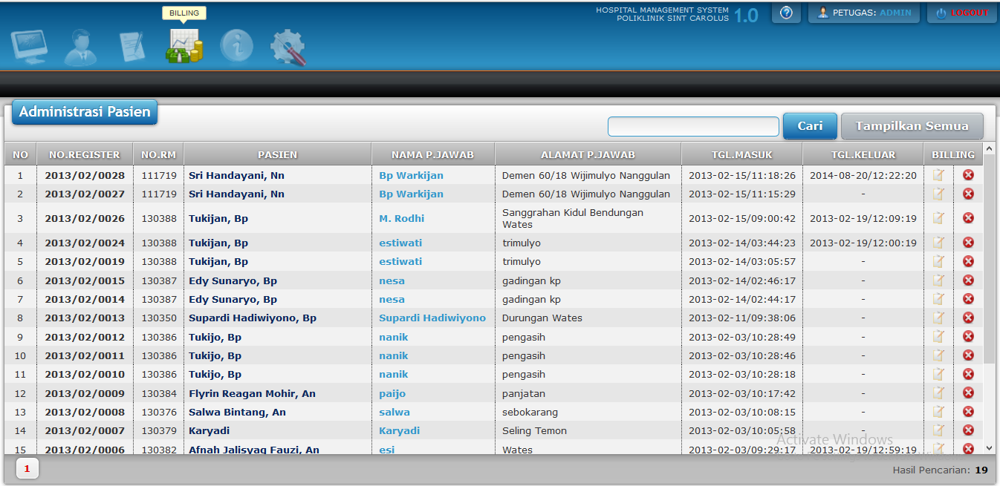 BILLING
HOSPITAL MANAGEMENT SYSTEM
POLIKLINIK SINT CAROLUS
1.0
PETUGAS: ADMIN
LOGOUT
Administrasi Pasien
Cari
Tampilkan Semua
NO NO.REGISTER NO.RM PASIEN NAMA P.JAWAB ALAMAT P.JAWAB TGL.MASUK TGL.KELUAR BILLING
1 2013/02/0028 111719 Sri Handayani, Nn Bp Warkijan Demen 60/18 Wijimulyo Nanggulan 2013-02-15/11:18:26 2014-08-20/12:22:20
2 2013/02/0027 111719 Sri Handayani, Nn Bp Warkijan Demen 60/18 Wijimulyo Nanggulan 2013-02-15/11:15:29 -
3 2013/02/0026 130388 Tukijan, Bp M. Rodhi Sanggrahan Kidul Bendungan Wates 2013-02-15/09:00:42 2013-02-19/12:09:19
4 2013/02/0024 130388 Tukijan, Bp estiwati trimulyo 2013-02-14/03:44:23 2013-02-19/12:00:19
5 2013/02/0019 130388 Tukijan, Bp estiwati trimulyo 2013-02-14/03:05:57 -
6 2013/02/0015 130387 Edy Sunaryo, Bp nesa gadingan kp 2013-02-14/02:46:17 -
7 2013/02/0014 130387 Edy Sunaryo, Bp nesa gadingan kp 2013-02-14/02:44:17 -
8 2013/02/0013 130350 Supardi Hadiwiyono, Bp Supardi Hadiwiyono Durungan Wates 2013-02-11/09:38:06 -
9 2013/02/0012 130386 Tukijo, Bp nanik pengasih 2013-02-03/10:28:49 -
10 2013/02/0011 130386 Tukijo, Bp nanik pengasih 2013-02-03/10:28:46 -
11 2013/02/0010 130386 Tukijo, Bp nanik pengasih 2013-02-03/10:28:18 -
12 2013/02/0009 130384 Flyrin Reagan Mohir, An paijo panjatan 2013-02-03/10:17:42 -
13 2013/02/0008 130376 Salwa Bintang, An salwa sebokarang 2013-02-03/10:08:15 -
14 2013/02/0007 130379 Karyadi Karyadi Seling Temon 2013-02-03/10:05:58 -
15 2013/02/0006 130382 Afnah Jalisyaq Fauzi, An esi Wates 2013-02-03/09:29:17 2013-02-19/12:59:19
Activate Windows
1
Hasil Pencarian: 19